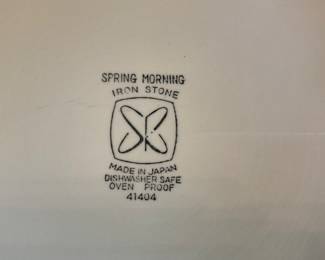 SPRING MORNING
IRON STONE
MADE IN JAPAN
DISHWASHER SAFE
OVEN PROOF
41404